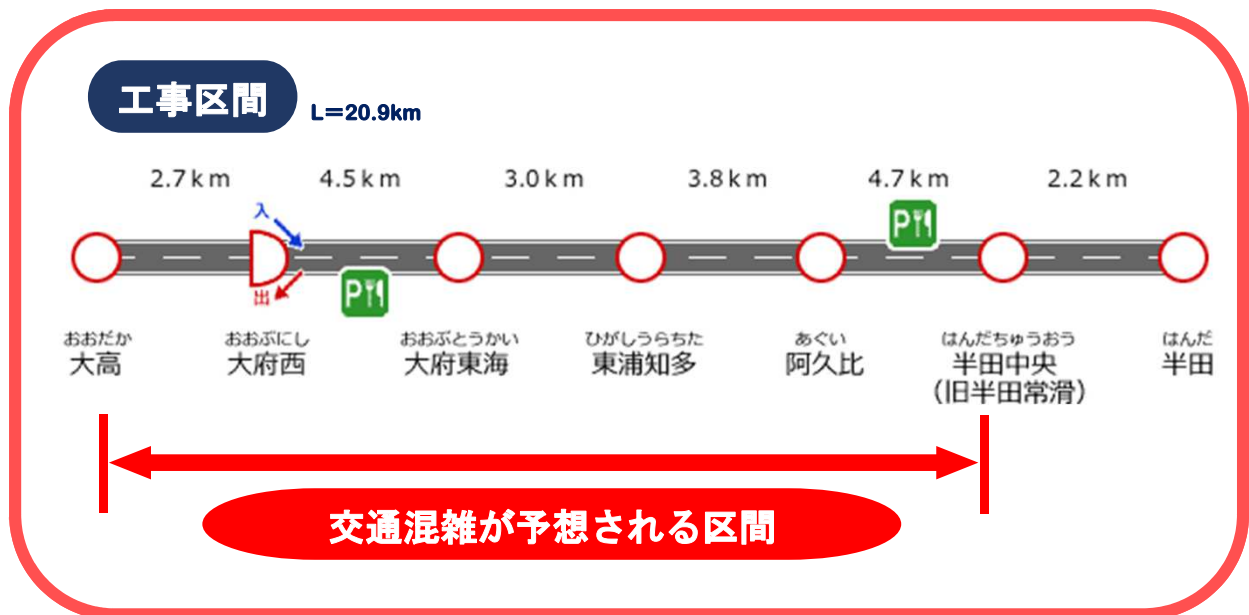 工事区間
L=20.9km
2.7km 4.5km 3.0km 3.8km 4.7km 2.2km
入
P
出
P
おおだか おおぶにし おおぶとうかい ひがしうらちた あぐい はんだちゅうおう はんだ
大高 大府西 大府東海 東浦知多 阿久比 半田中央 半田
(旧半田常滑)
交通混雑が予想される区間